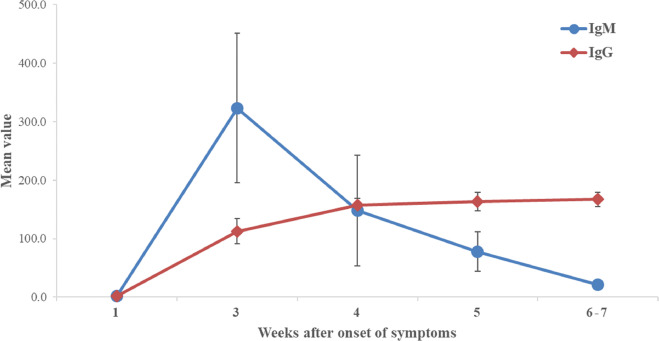 500.0
400.0
300.0
200.0
100.0
0.0
Mean value
IgM
IgG
1 3 4 5 6-7
Weeks after onset of symptoms